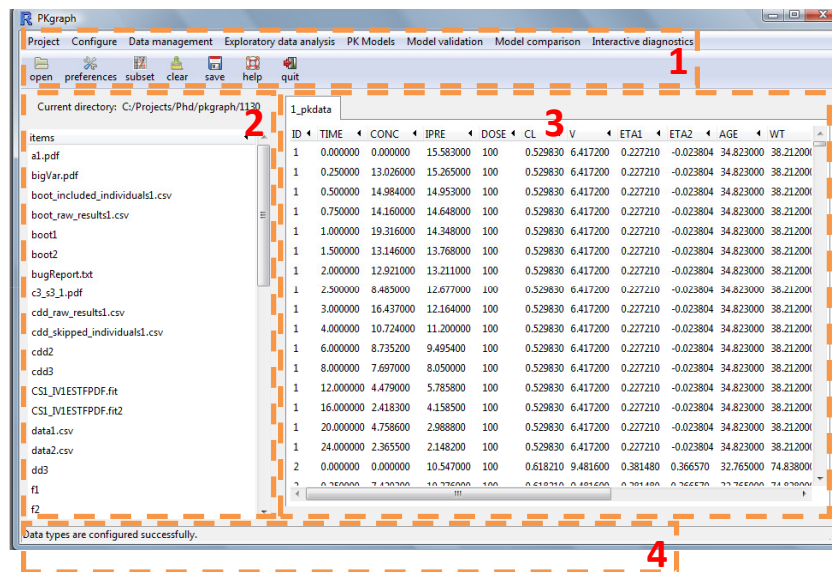 PKgraph
Project Configure Data management Exploratory data analysis PK Models Model validation Model comparison Interactive diagnostics
open preferences subset clear save help quit
1
Current directory: C:/Projects/Phd/pkgraph/1130
2
items
a1.pdf
bigVar.pdf
boot_included_individuals1.csv
boot_raw_results1.csv
boot1
boot2
bugReport.txt
c3_s3_1.pdf
cdd_raw_results1.csv
cdd_skipped_individuals1.csv
cdd2
cdd3
CS1_IV1ESTFPDF.fit
CS1_IV1ESTFPDF.fit2
data1.csv
data2.csv
dd3
f1
f2
1_pkdata
3
ID TIME CONC IPRE DOSE CL V ETA1 ETA2 AGE WT
1 0.000000 0.000000 15.583000 100 0.529830 6.417200 0.227210 -0.023804 34.823000 38.212000
1 0.250000 13.026000 15.265000 100 0.529830 6.417200 0.227210 -0.023804 34.823000 38.212000
1 0.500000 14.984000 14.953000 100 0.529830 6.417200 0.227210 -0.023804 34.823000 38.212000
1 0.750000 14.160000 14.648000 100 0.529830 6.417200 0.227210 -0.023804 34.823000 38.212000
1 1.000000 19.316000 14.348000 100 0.529830 6.417200 0.227210 -0.023804 34.823000 38.212000
1 1.500000 13.146000 13.768000 100 0.529830 6.417200 0.227210 -0.023804 34.823000 38.212000
1 2.000000 12.921000 13.211000 100 0.529830 6.417200 0.227210 -0.023804 34.823000 38.212000
1 2.500000 8.485000 12.677000 100 0.529830 6.417200 0.227210 -0.023804 34.823000 38.212000
1 3.000000 16.437000 12.164000 100 0.529830 6.417200 0.227210 -0.023804 34.823000 38.212000
1 4.000000 10.724000 11.200000 100 0.529830 6.417200 0.227210 -0.023804 34.823000 38.212000
1 6.000000 8.735200 9.495400 100 0.529830 6.417200 0.227210 -0.023804 34.823000 38.212000
1 8.000000 7.697000 8.050000 100 0.529830 6.417200 0.227210 -0.023804 34.823000 38.212000
1 12.000000 4.479000 5.785800 100 0.529830 6.417200 0.227210 -0.023804 34.823000 38.212000
1 16.000000 2.418300 4.158500 100 0.529830 6.417200 0.227210 -0.023804 34.823000 38.212000
1 20.000000 4.758600 2.988800 100 0.529830 6.417200 0.227210 -0.023804 34.823000 38.212000
1 24.000000 2.365500 2.148200 100 0.529830 6.417200 0.227210 -0.023804 34.823000 38.212000
2 0.000000 0.000000 10.547000 100 0.618210 9.481600 0.381480 0.366570 32.765000 74.838000
Data types are configured successfully.
4